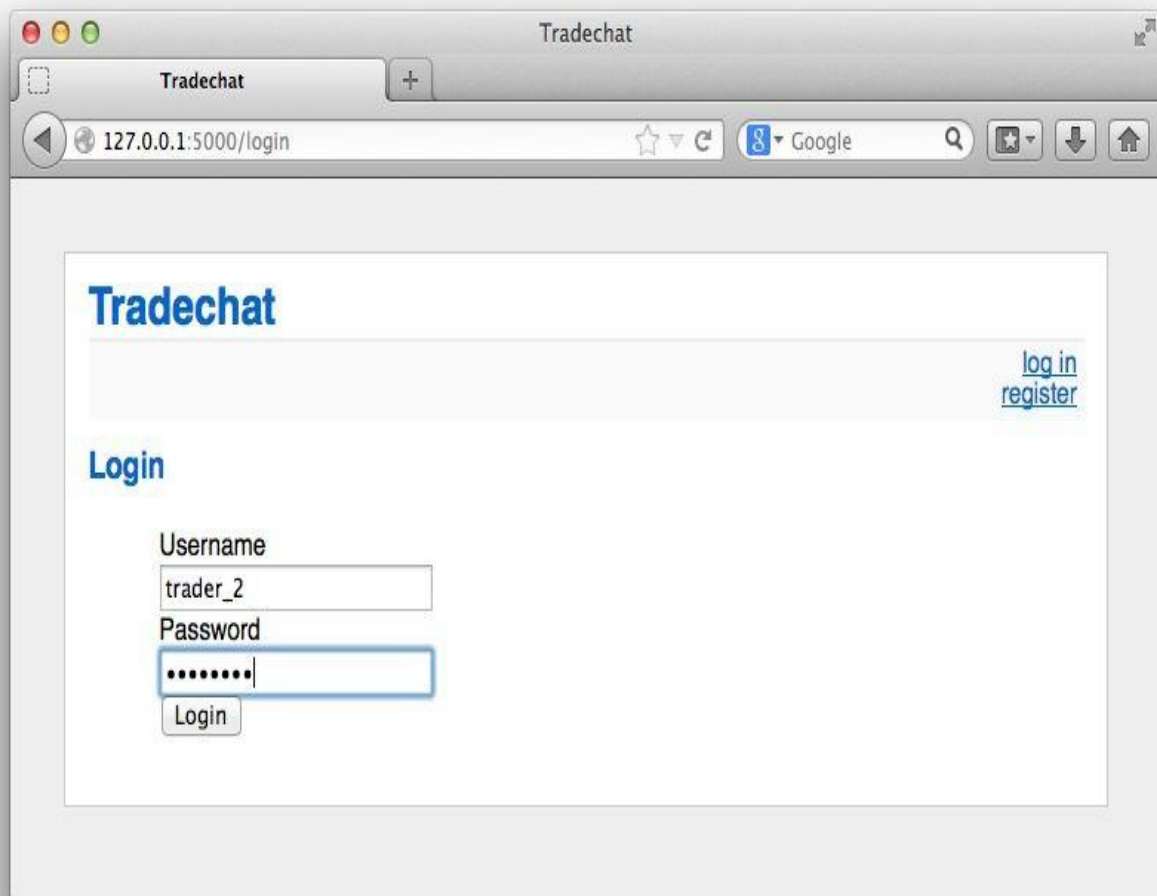 Tradechat
Tradechat
127.0.0.1:5000/login
Google
Tradechat
log in
register
Login
Username
trader_2
Password
••••••••
Login